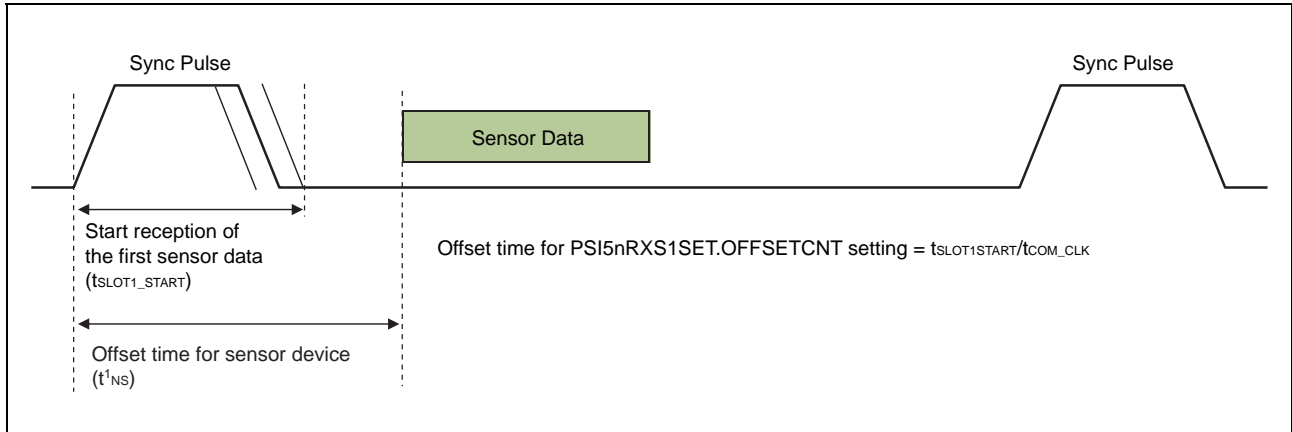 Sync Pulse
Sync Pulse
Sensor Data
Start reception of
the first sensor data
(tSLOT1_START)
Offset time for PSI5nRXS1SET.OFFSETCNT setting = tSLOT1START/tCOM_CLK
Offset time for sensor device
(t1NS)